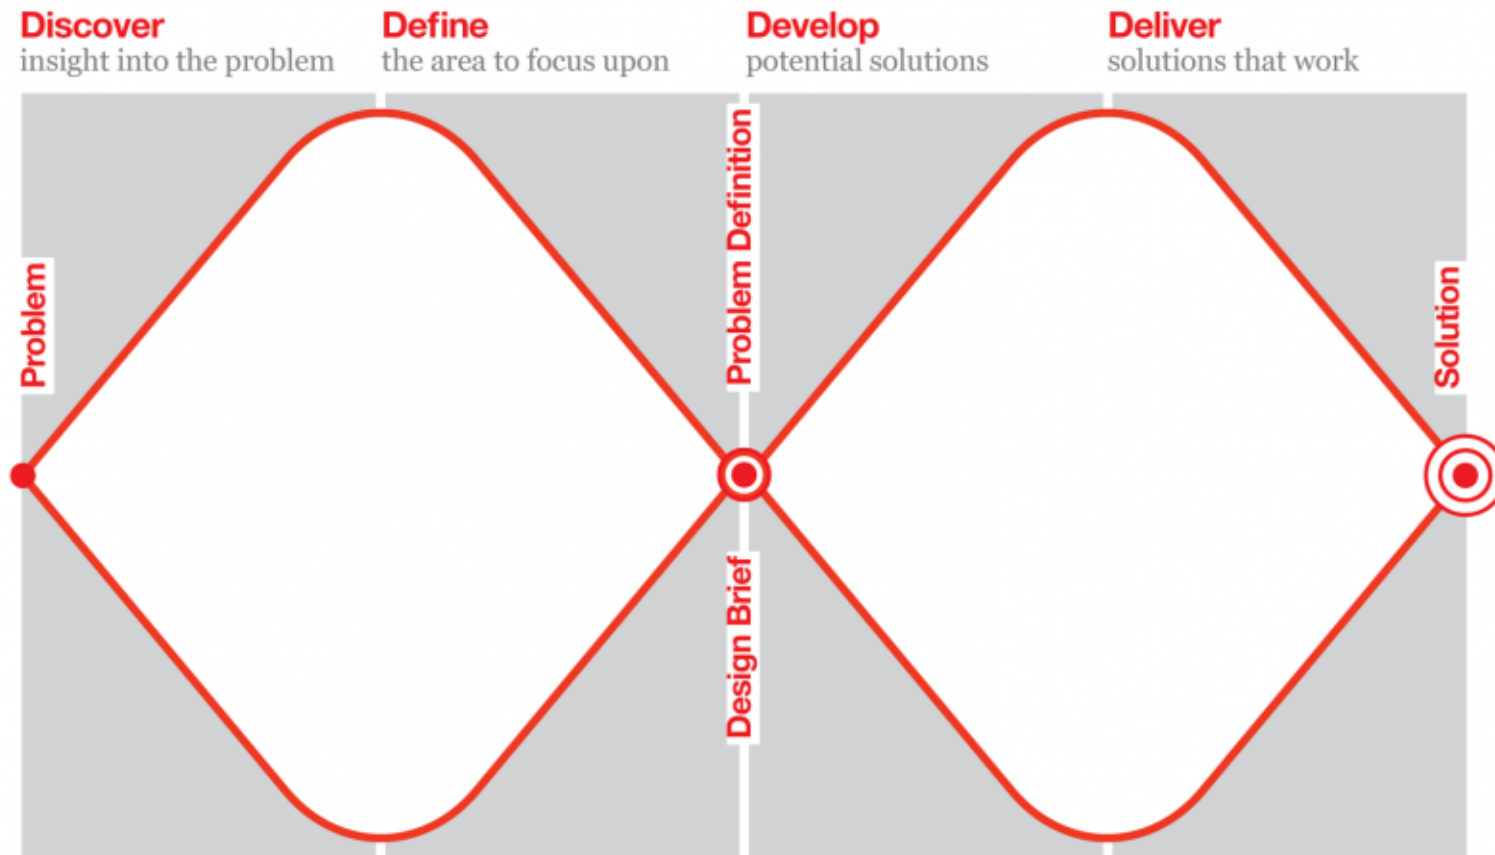 Discover
insight into the problem
Define
the area to focus upon
Develop
potential solutions
Deliver
solutions that work
Problem
Problem Definition
Design Brief
Solution